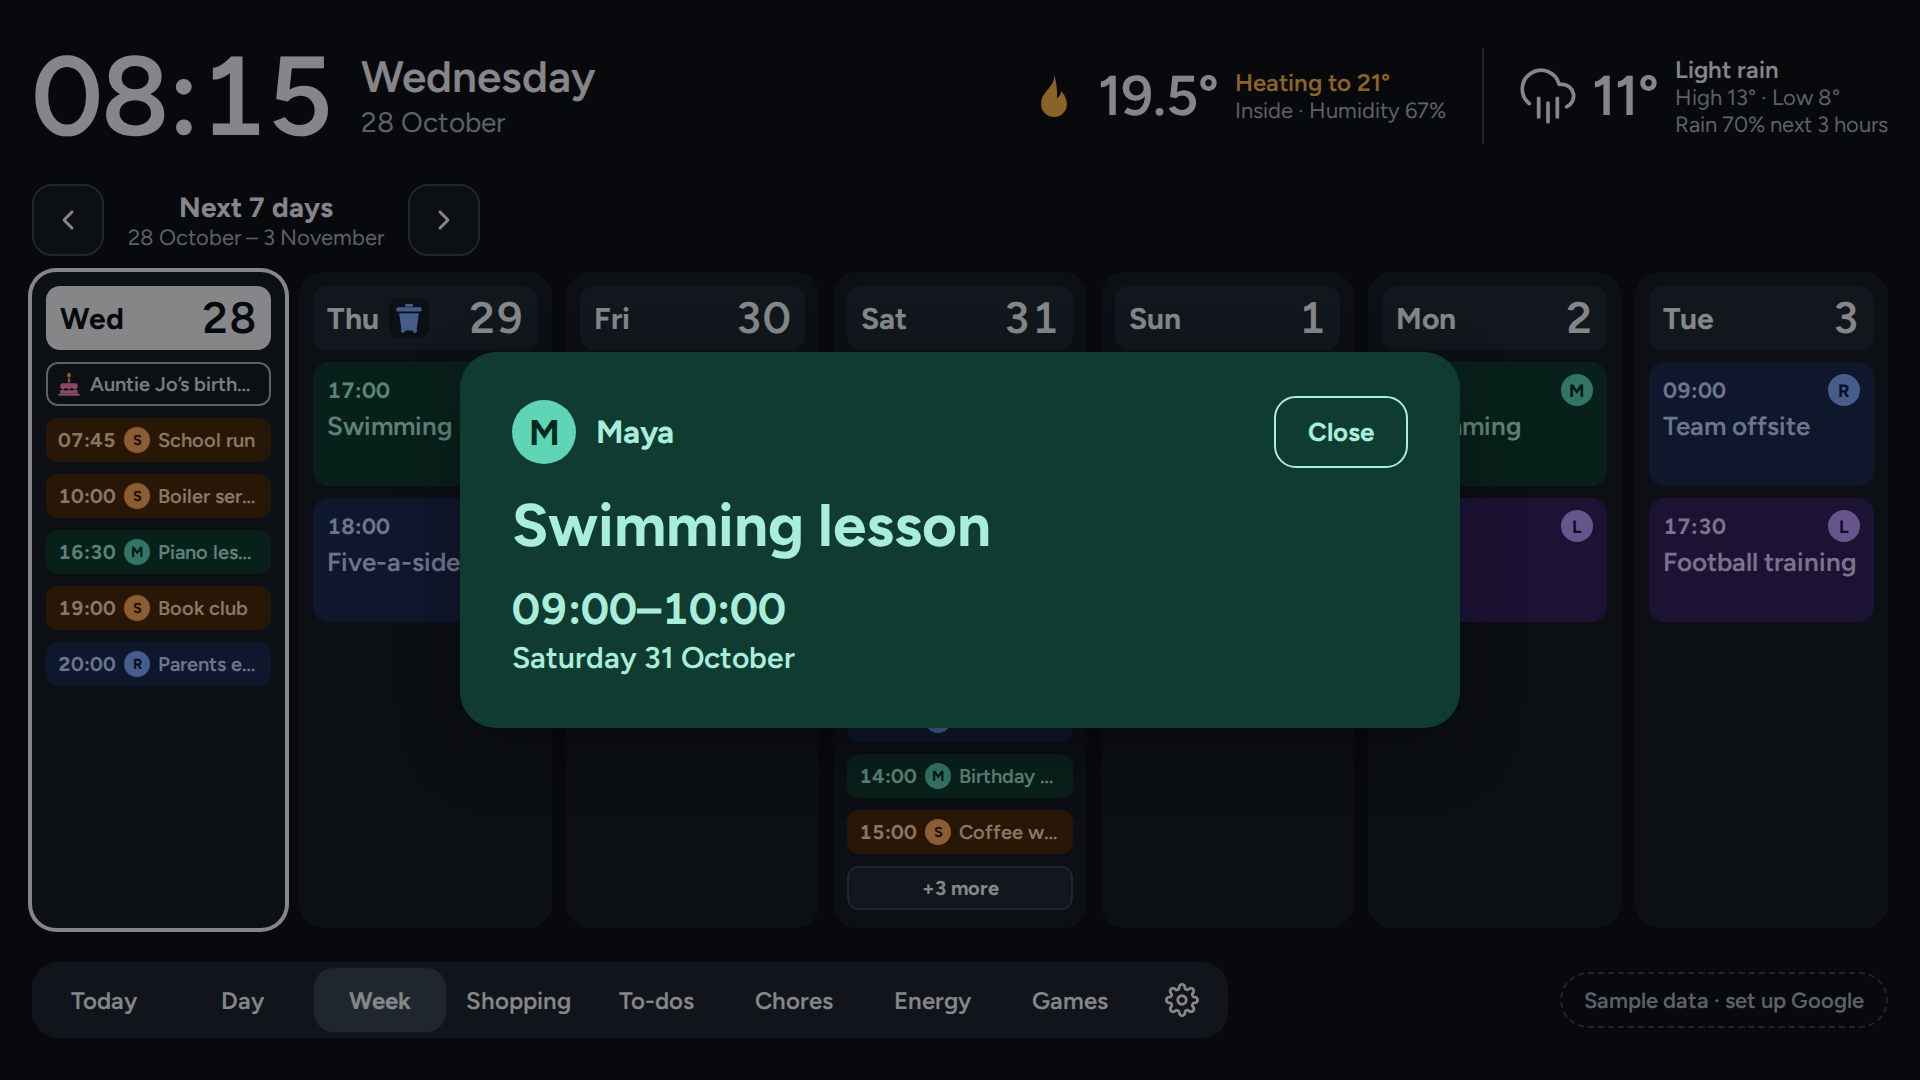 08:15
Wednesday
28 October
19.5°
Heating to 21°
Inside · Humidity 67%
11°
Light rain
High 13° · Low 8°
Rain 70% next 3 hours
Next 7 days
28 October – 3 November
Wed 28
Auntie Jo's birth...
07:45 S School run
10:00 S Boiler ser...
16:30 M Piano les...
19:00 S Book club
20:00 R Parents e...
Thu 29
17:00
Swimming
18:00
Five-a-side
Fri 30
Sat 31
14:00 M Birthday ...
15:00 S Coffee w...
+3 more
Sun 1
Mon 2
M
L
Tue 3
09:00 R
Team offsite
17:30 L
Football training
M Maya
Close
Swimming lesson
09:00–10:00
Saturday 31 October
Today
Day
Week
Shopping
To-dos
Chores
Energy
Games
Sample data · set up Google